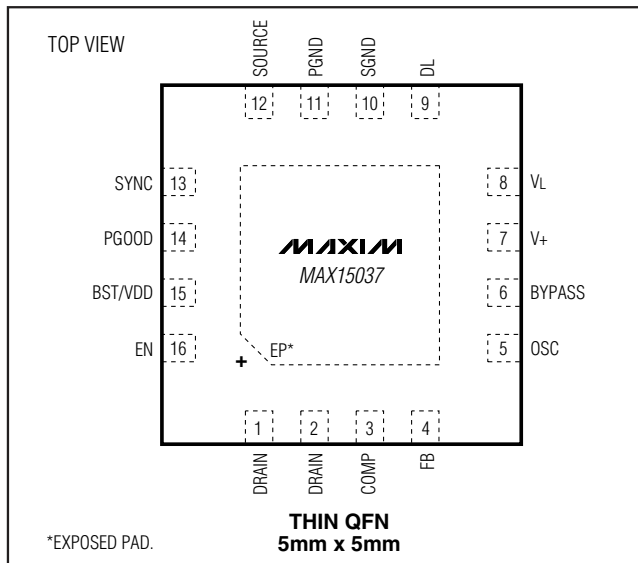 TOP VIEW
SOURCE
PGND
SGND
DL
12
11
10
9
SYNC 13
8 VL
PGOOD 14
7 V+
BST/VDD 15
6 BYPASS
EN 16
5 OSC
MAXIM
MAX15037
+
EP*
1
2
3
4
DRAIN
DRAIN
COMP
FB
THIN QFN
5mm x 5mm
*EXPOSED PAD.